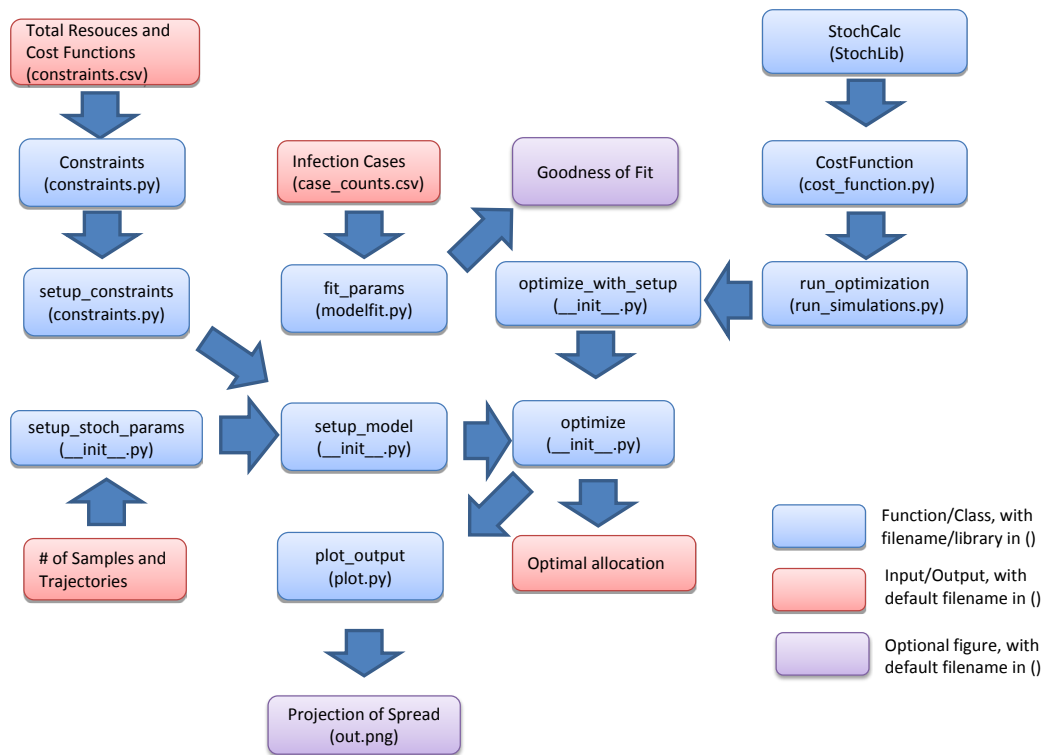 Total Resouces and
Cost Functions
(constraints.csv)
StochCalc
(StochLib)
Constraints
(constraints.py)
Infection Cases
(case_counts.csv)
Goodness of Fit
CostFunction
(cost_function.py)
setup_constraints
(constraints.py)
fit_params
(modelfit.py)
optimize_with_setup
(__init__.py)
run_optimization
(run_simulations.py)
setup_stoch_params
(__init__.py)
setup_model
(__init__.py)
optimize
(__init__.py)
# of Samples and
Trajectories
plot_output
(plot.py)
Optimal allocation
Function/Class, with
filename/library in ()
Input/Output, with
default filename in ()
Optional figure, with
default filename in ()
Projection of Spread
(out.png)